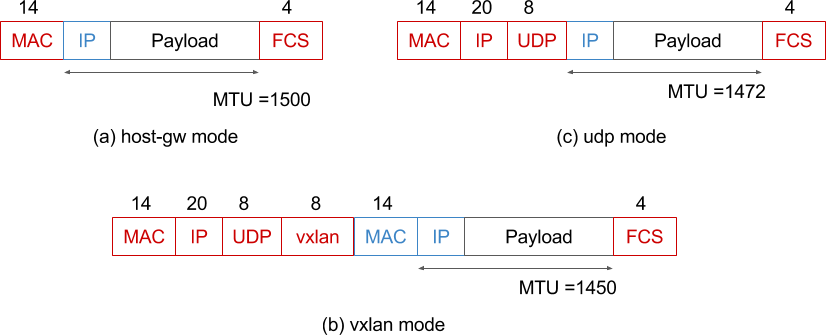 14 4
MAC IP Payload FCS
MTU =1500
(a) host-gw mode
14 20 8 4
MAC IP UDP IP Payload FCS
MTU =1472
(c) udp mode
14 20 8 8 14 4
MAC IP UDP vxlan MAC IP Payload FCS
MTU =1450
(b) vxlan mode